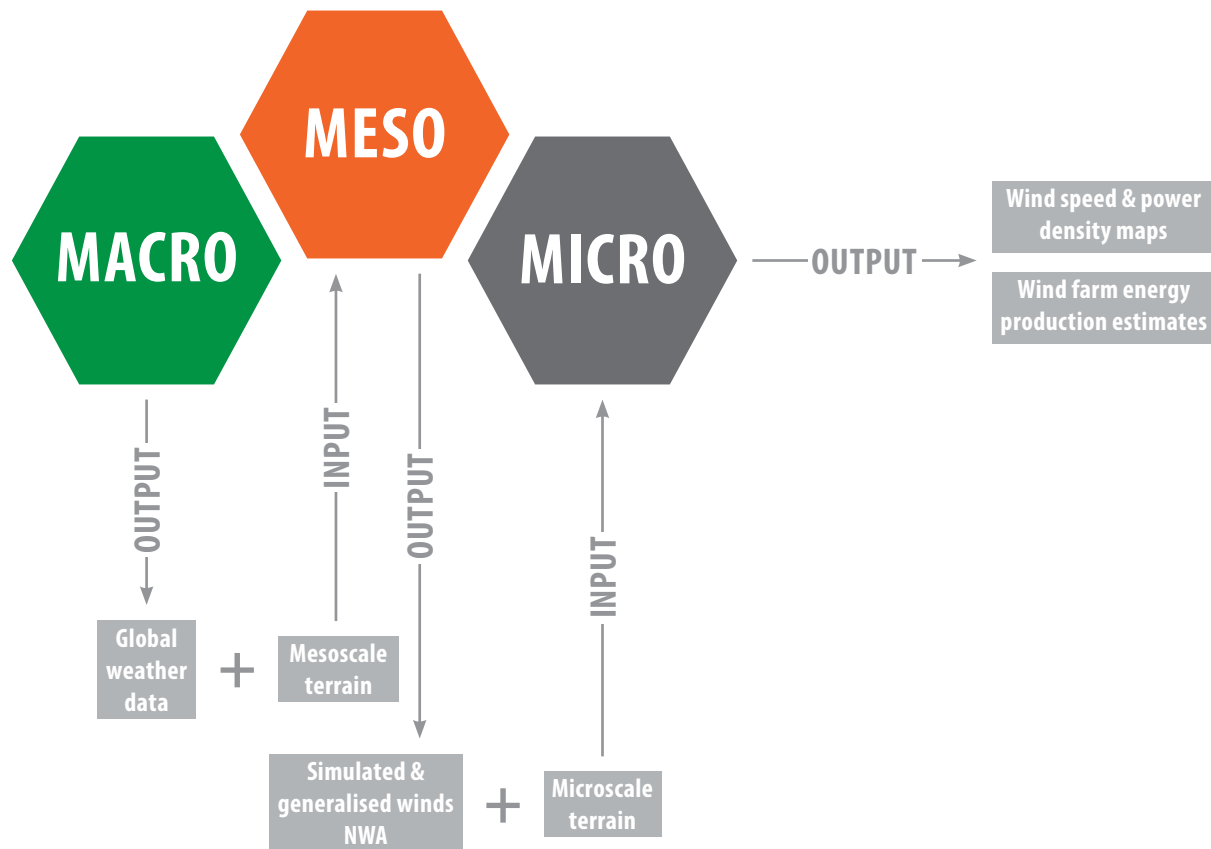 MESO
MACRO
MICRO
OUTPUT
Wind speed & power
density maps
Wind farm energy
production estimates
OUTPUT
INPUT
OUTPUT
INPUT
Global
weather
data
+
Mesoscale
terrain
Simulated &
generalised winds
NWA
+
Microscale
terrain